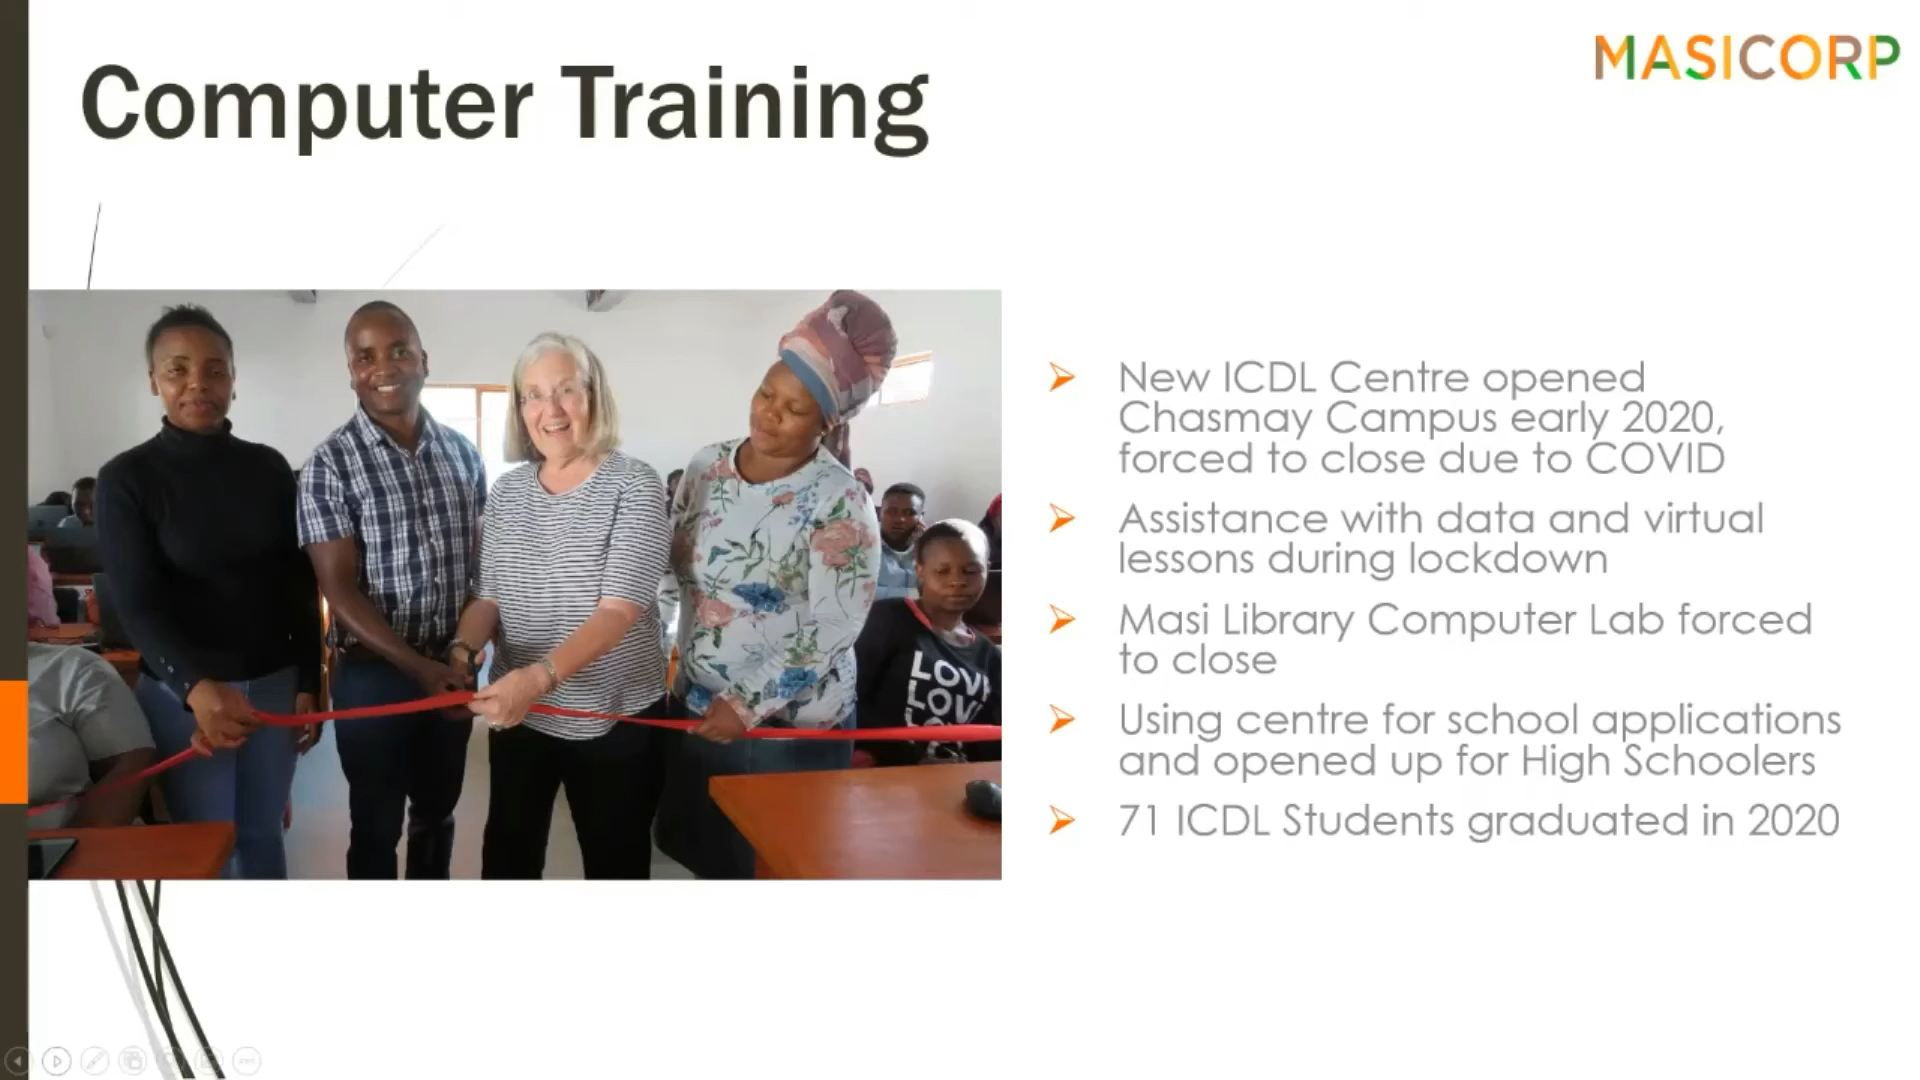 MASICORP
Computer Training
New ICDL Centre opened
Chasmay Campus early 2020,
forced to close due to COVID
Assistance with data and virtual
lessons during lockdown
Masi Library Computer Lab forced
to close
Using centre for school applications
and opened up for High Schoolers
71 ICDL Students graduated in 2020
LOVE
LOVE